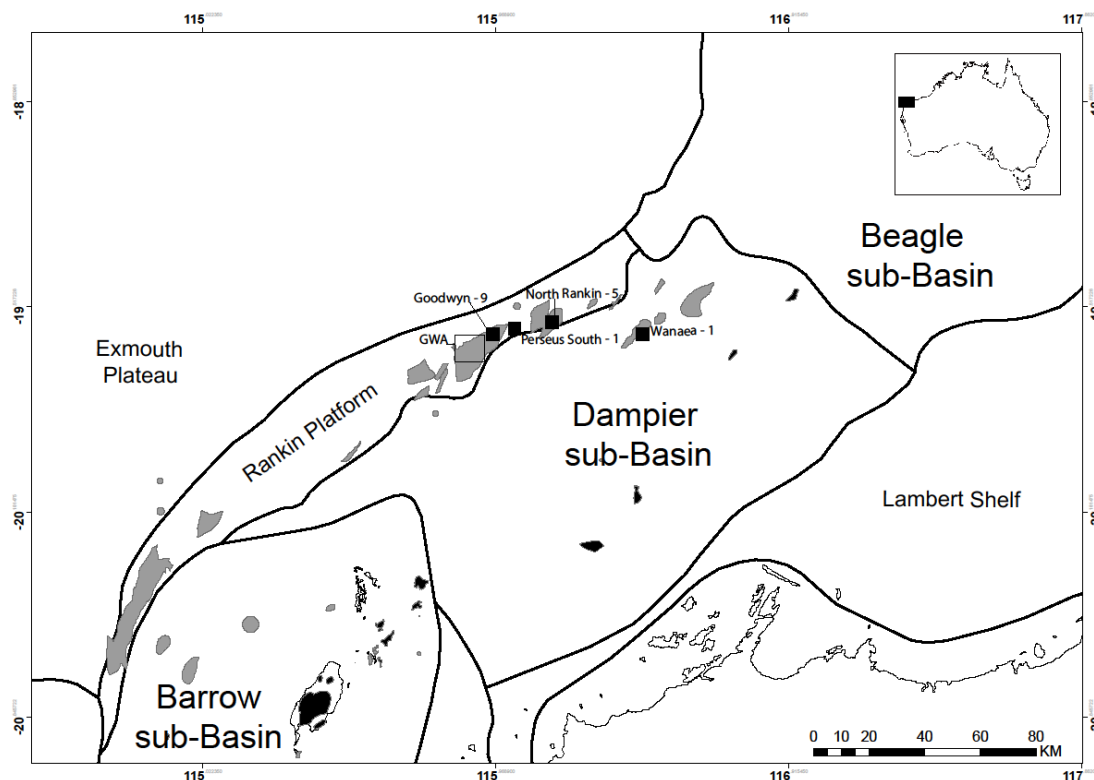 115 115 116 117
-18 -18
Beagle
sub-Basin
-19 -19
Goodwyn - 9 North Rankin - 5
GWA Perseus South - 1 Wanaea - 1
Exmouth
Plateau
Rankin Platform
Dampier
sub-Basin
Lambert Shelf
-20
Barrow
sub-Basin
-20
0 10 20 40 60 80
KM
115 115 116 117